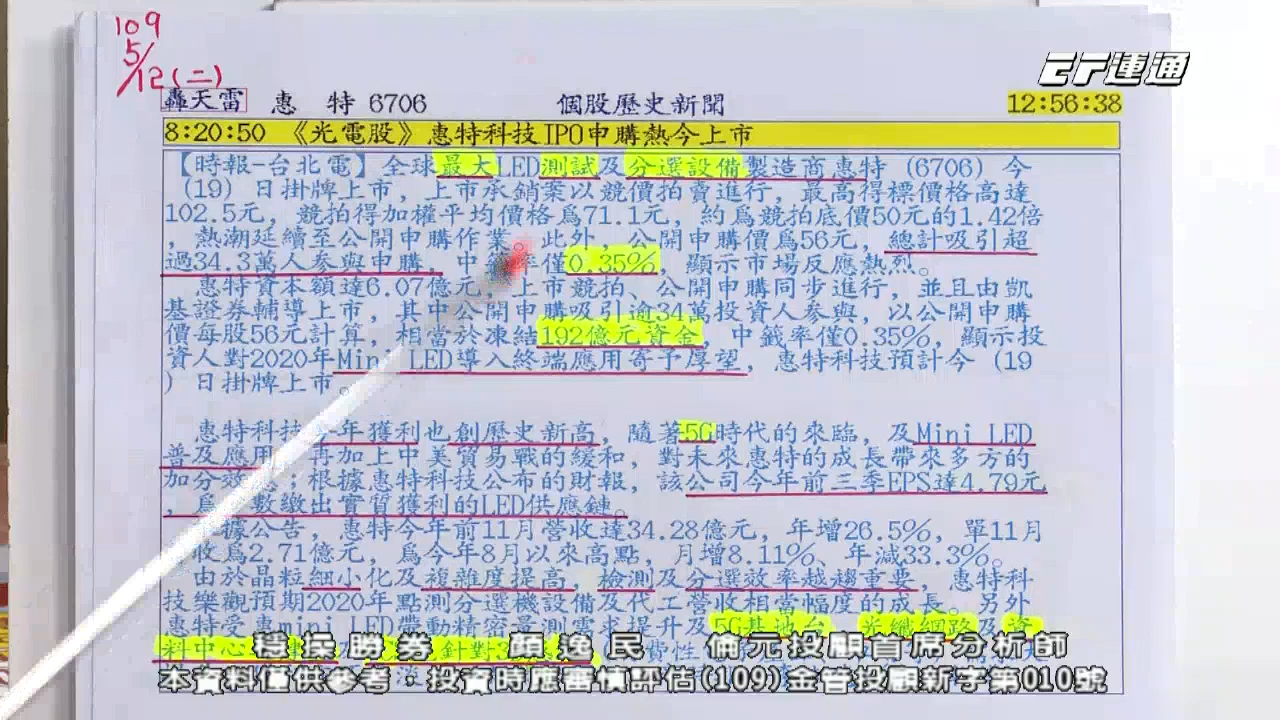 109
5/12(二)
CT運通
轟天雷 惠 特 6706 個股歷史新聞 12:56:38
8:20:50 《光電股》惠特科技IPO申購熱今上市
【時報-台北電】全球最大LED測試及分選設備製造商惠特 (6706) 今
(19) 日掛牌上市，上市承銷案以競價拍賣進行，最高得標價格高達
102.5元，競拍得加權平均價格為71.1元，約為競拍底價50元的1.42倍
，熱潮延續至公開申購作業。此外，公開申購價為56元，總計吸引超
過34.3萬人參與申購，中籤率僅0.35%，顯示市場反應熱烈。
惠特資本額達6.07億元，上市競拍、公開申購同步進行，並且由凱
基證券輔導上市，其中公開申購吸引逾34萬投資人參與，以公開申購
價每股56元計算，相當於凍結192億元資金，中籤率僅0.35%，顯示投
資人對2020年Mini LED導入終端應用寄予厚望，惠特科技預計今 (19
) 日掛牌上市。
惠特科技 年獲利也創歷史新高，隨著5G時代的來臨，及Mini LED
普及應用 再加上中美貿易戰的緩和，對未來惠特的成長帶來多方的
加分效 ；根據惠特科技公布的財報，該公司今年前三季EPS達4.79元
，為 數繳出實質獲利的LED供應鏈。
據公告，惠特今年前11月營收達34.28億元，年增26.5%，單11月
收為2.71億元，為今年8月以來高點，月增8.11%、年減33.3%。
由於晶粒細小化及複雜度提高，檢測及分選效率越趨重要，惠特科
技樂觀預期2020年點測分選機設備及代工營收相當幅度的成長。另外
惠特受惠mini LED帶動精密量測需求提升及5G基地台、光纖網路及資
料中心 針對3
穩操勝券 顏逸民 倫元投顧首席分析師
本資料僅供參考，投資時應審慎評估(109)金管投顧新字第010號